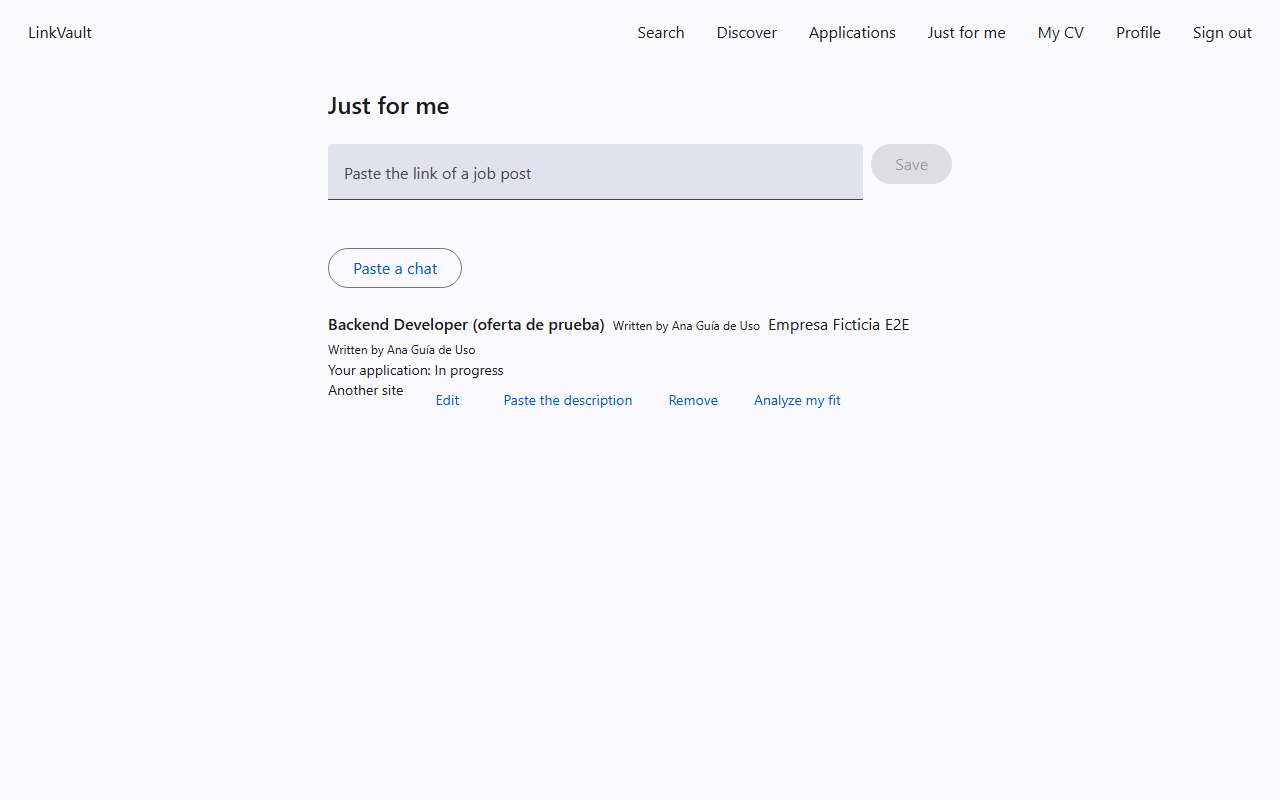 LinkVault Search Discover Applications Just for me My CV Profile Sign out
Just for me
Paste the link of a job post Save
Paste a chat
Backend Developer (oferta de prueba) Written by Ana Guía de Uso Empresa Ficticia E2E
Written by Ana Guía de Uso
Your application: In progress
Another site Edit Paste the description Remove Analyze my fit